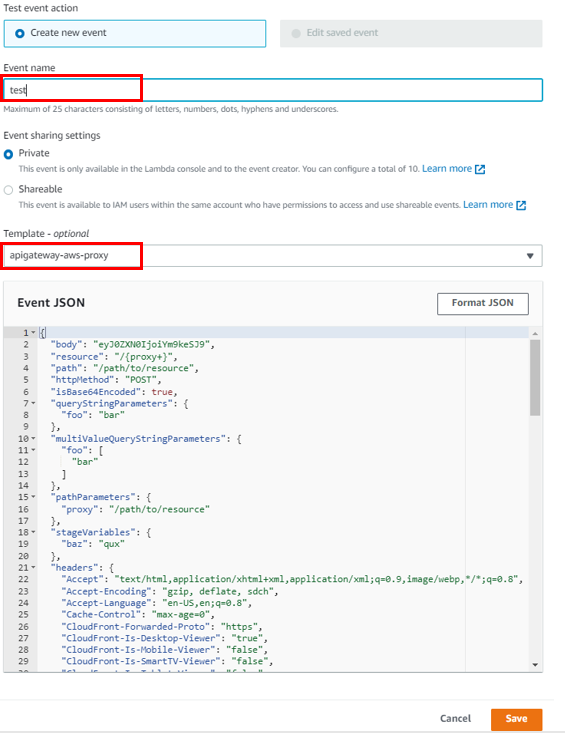 Test event action
Create new event
Edit saved event
Event name
test
Maximum of 25 characters consisting of letters, numbers, dots, hyphens and underscores.
Event sharing settings
Private
This event is only available in the Lambda console and to the event creator. You can configure a total of 10. Learn more
Shareable
This event is available to IAM users within the same account who have permissions to access and use shareable events. Learn more
Template - optional
apigateway-aws-proxy
Event JSON
Format JSON
1 {
2 "body": "eyJ0ZXN0IjoiYm9keSJ9",
3 "resource": "/{proxy+}",
4 "path": "/path/to/resource",
5 "httpMethod": "POST",
6 "isBase64Encoded": true,
7 "queryStringParameters": {
8 "foo": "bar"
9 },
10 "multiValueQueryStringParameters": {
11 "foo": [
12 "bar"
13 ]
14 },
15 "pathParameters": {
16 "proxy": "/path/to/resource"
17 },
18 "stageVariables": {
19 "baz": "qux"
20 },
21 "headers": {
22 "Accept": "text/html,application/xhtml+xml,application/xml;q=0.9,image/webp,*/*;q=0.8",
23 "Accept-Encoding": "gzip, deflate, sdch",
24 "Accept-Language": "en-US,en;q=0.8",
25 "Cache-Control": "max-age=0",
26 "CloudFront-Forwarded-Proto": "https",
27 "CloudFront-Is-Desktop-Viewer": "true",
28 "CloudFront-Is-Mobile-Viewer": "false",
29 "CloudFront-Is-SmartTV-Viewer": "false",
Cancel
Save